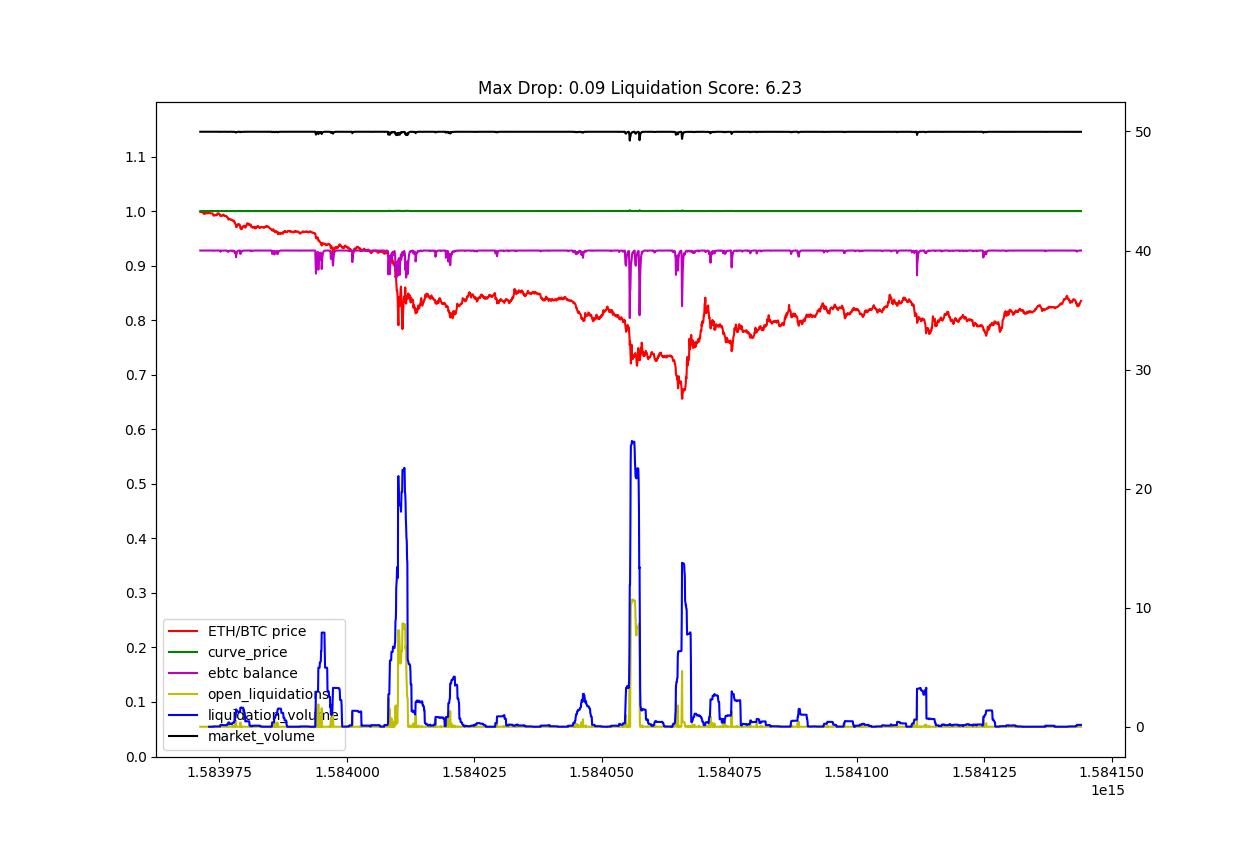 Max Drop: 0.09 Liquidation Score: 6.23
1.1
1.0
0.9
0.8
0.7
0.6
0.5
0.4
0.3
0.2
0.1
0.0
50
40
30
20
10
0
ETH/BTC price
curve_price
ebtc balance
open_liquidations
liquidation_volume
market_volume
1.583975 1.584000 1.584025 1.584050 1.584075 1.584100 1.584125 1.584150
1e15